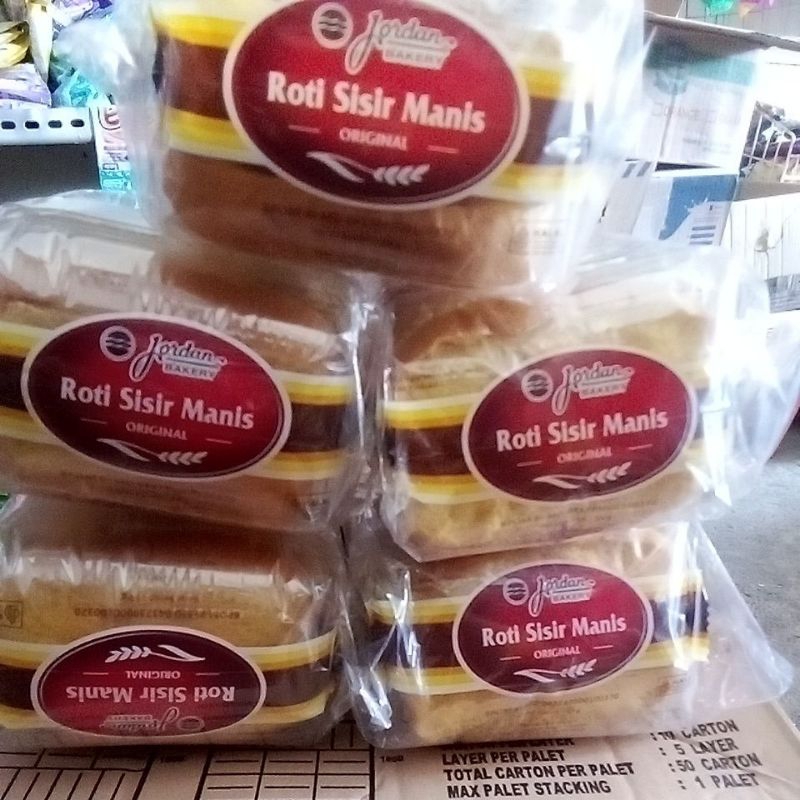 Jordan
BAKERY
Roti Sisir Manis
ORIGINAL
Jordan
BAKERY
Roti Sisir Manis
ORIGINAL
Jordan
BAKERY
Roti Sisir Manis
ORIGINAL
Jordan
BAKERY
Roti Sisir Manis
ORIGINAL
Jordan
BAKERY
Roti Sisir Manis
ORIGINAL
: 10 CARTON
LAYER PER PALET : 5 LAYER
TOTAL CARTON PER PALET : 50 CARTON
MAX PALET STACKING : 1 PALET